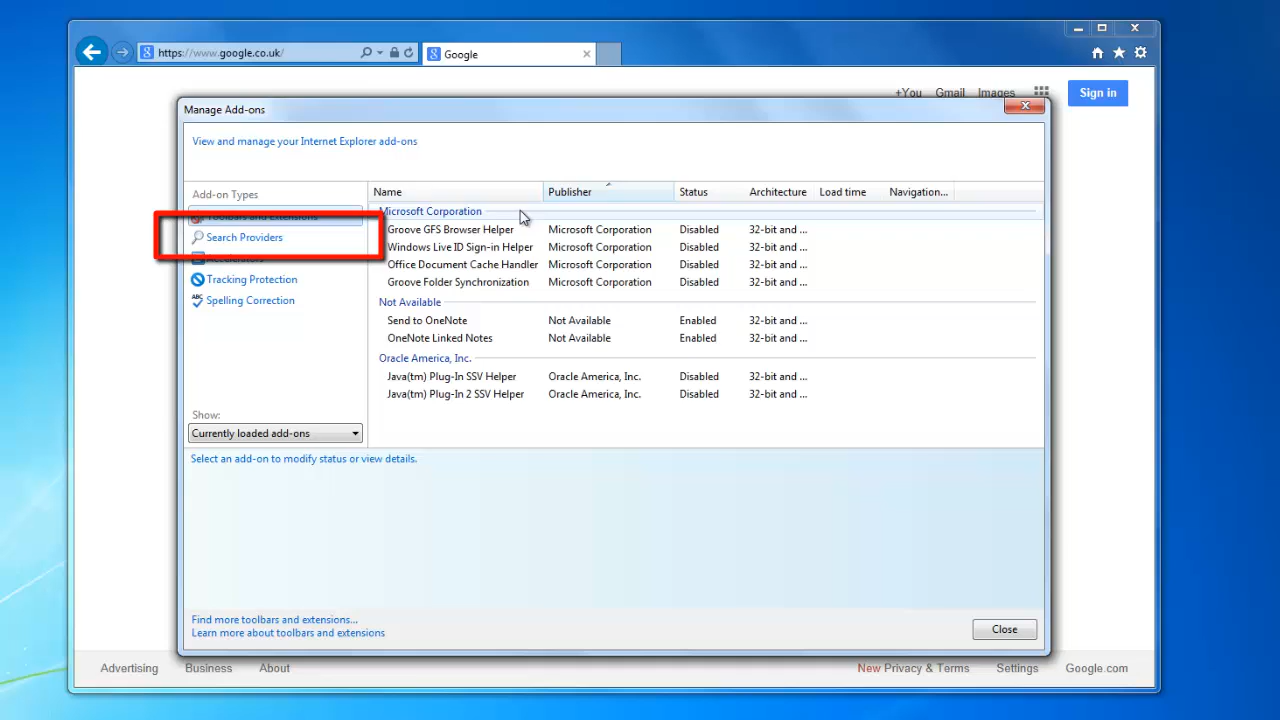 https://www.google.co.uk/
Google
+You Gmail Images Sign in
Manage Add-ons
View and manage your Internet Explorer add-ons
Add-on Types
Toolbars and Extensions
Search Providers
Accelerators
Tracking Protection
ABC
Spelling Correction
Show:
Currently loaded add-ons
Name Publisher Status Architecture Load time Navigation...
Microsoft Corporation
Groove GFS Browser Helper Microsoft Corporation Disabled 32-bit and ...
Windows Live ID Sign-in Helper Microsoft Corporation Disabled 32-bit and ...
Office Document Cache Handler Microsoft Corporation Disabled 32-bit and ...
Groove Folder Synchronization Microsoft Corporation Disabled 32-bit and ...
Not Available
Send to OneNote Not Available Enabled 32-bit and ...
OneNote Linked Notes Not Available Enabled 32-bit and ...
Oracle America, Inc.
Java(tm) Plug-In SSV Helper Oracle America, Inc. Disabled 32-bit and ...
Java(tm) Plug-In 2 SSV Helper Oracle America, Inc. Disabled 32-bit and ...
Select an add-on to modify status or view details.
Find more toolbars and extensions...
Learn more about toolbars and extensions
Close
Advertising Business About New Privacy & Terms Settings Google.com